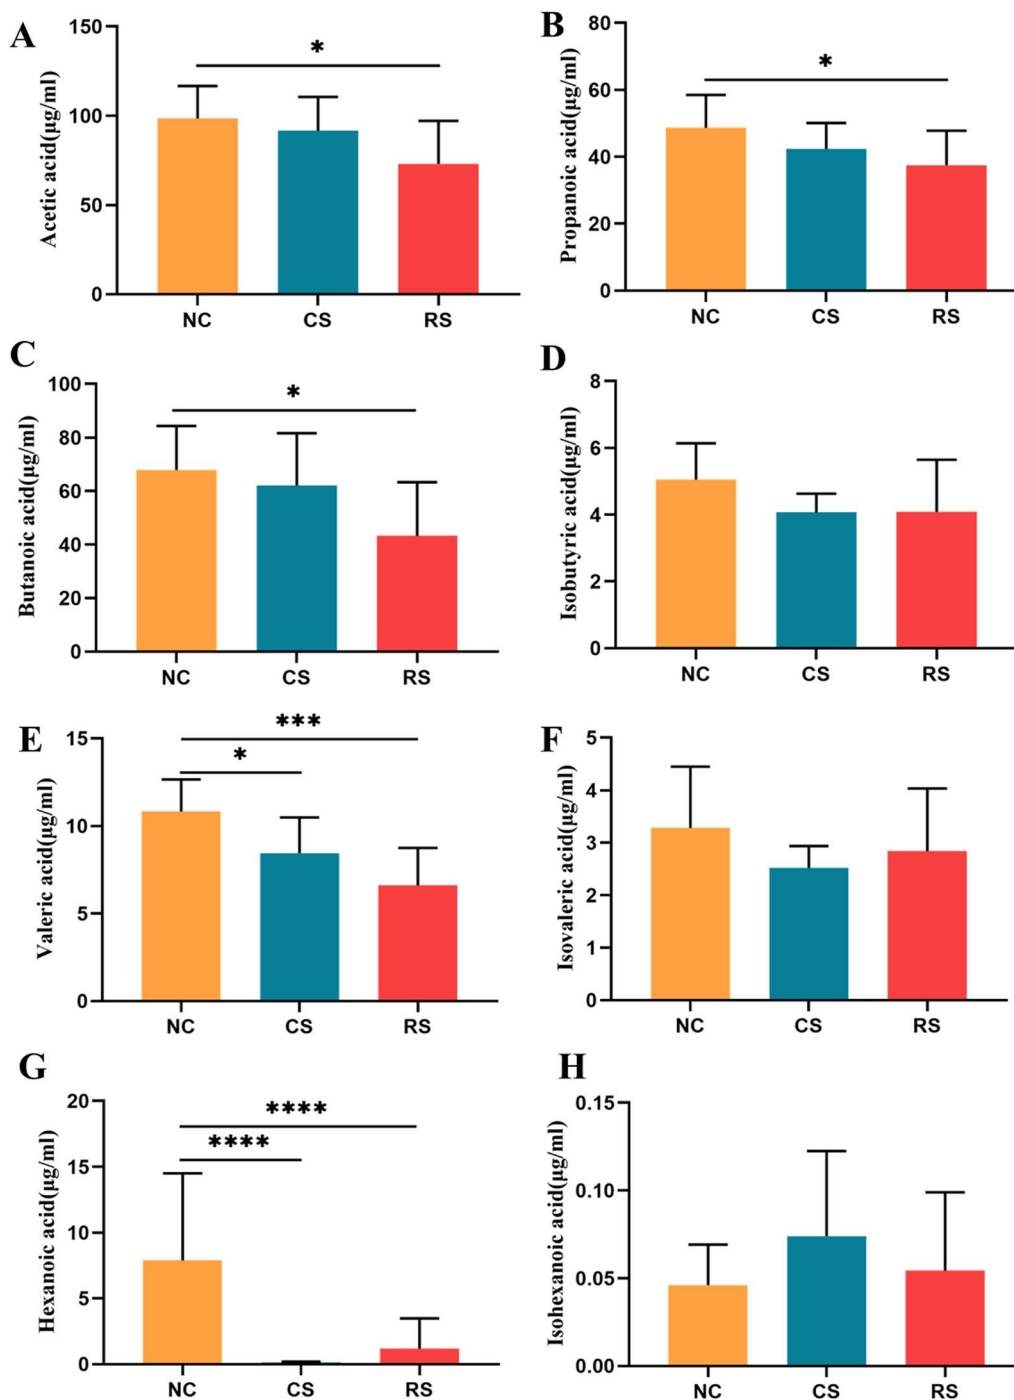 A
Acetic acid(μg/ml)
150
100
50
0
*
NC CS RS
B
Propanoic acid(μg/ml)
80
60
40
20
0
*
NC CS RS
C
Butanoic acid(μg/ml)
100
80
60
40
20
0
*
NC CS RS
D
Isobutyric acid(μg/ml)
8
6
4
2
0
NC CS RS
E
Valeric acid(μg/ml)
15
10
5
0
***
*
NC CS RS
F
Isovaleric acid(μg/ml)
5
4
3
2
1
0
NC CS RS
G
Hexanoic acid(μg/ml)
20
15
10
5
0
****
****
NC CS RS
H
Isohexanoic acid(μg/ml)
0.15
0.10
0.05
0.00
NC CS RS